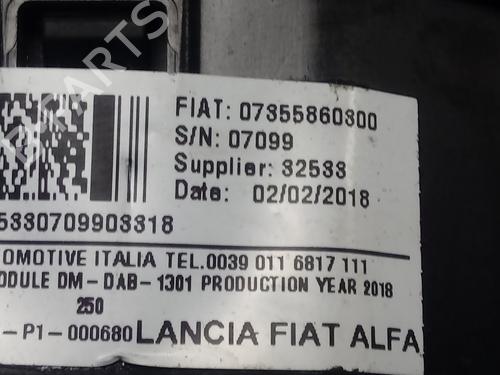 FIAT: 07355860300
S/N: 07099
Supplier: 32533
Date: 02/02/2018
5330709903318
OMOTIVE ITALIA TEL.0039 011 6817 111
ODULE DM-DAB-1301 PRODUCTION YEAR 2018
250
-P1-000680 LANCIA FIAT ALFA